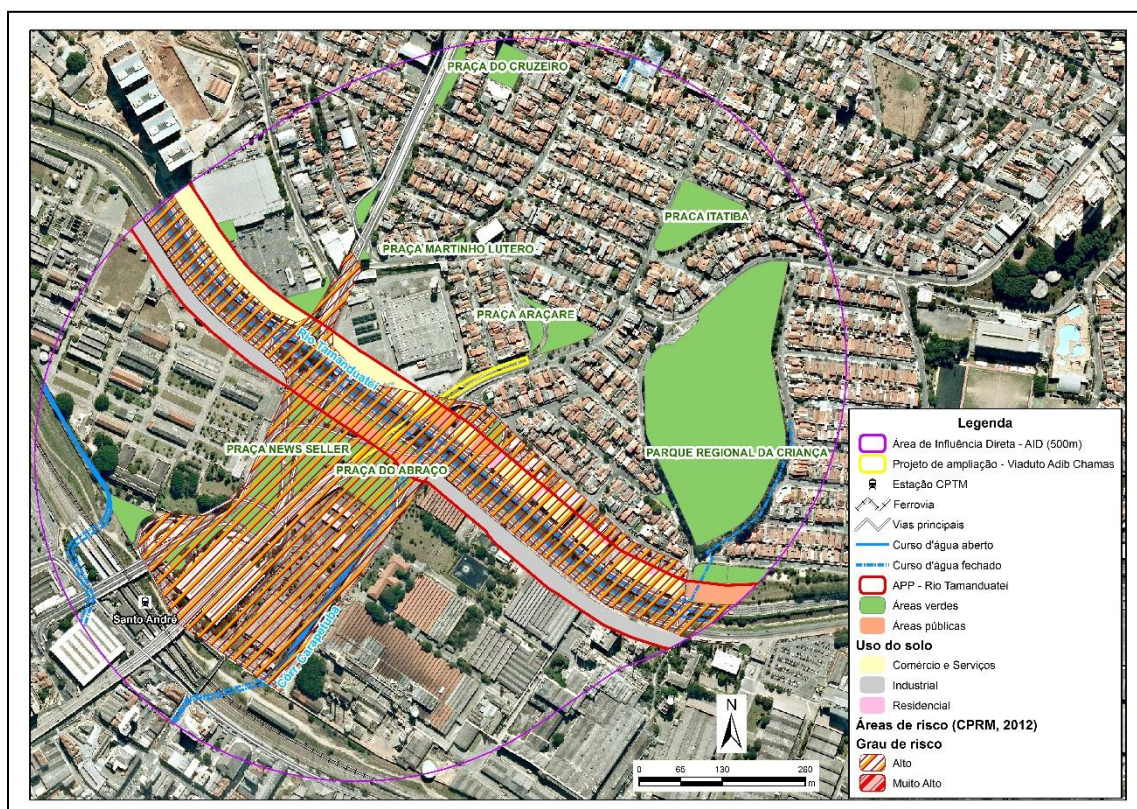 PRAÇA DO CRUZEIRO
PRACA ITATIBA
PRAÇA MARTINHO LUTERO
PRAÇA ARAÇARE
Rio Tamanduateí
PRAÇA NEWS SELLER
PRAÇA DO ABRAÇO
PARQUE REGIONAL DA CRIANÇA
Santo André
Córr. Carapetuba
N
0 65 130 260
m
Legenda
Área de Influência Direta - AID (500m)
Projeto de ampliação - Viaduto Adib Chamas
Estação CPTM
Ferrovia
Vias principais
Curso d'água aberto
Curso d'água fechado
APP - Rio Tamanduateí
Áreas verdes
Áreas públicas
Uso do solo
Comércio e Serviços
Industrial
Residencial
Áreas de risco (CPRM, 2012)
Grau de risco
Alto
Muito Alto